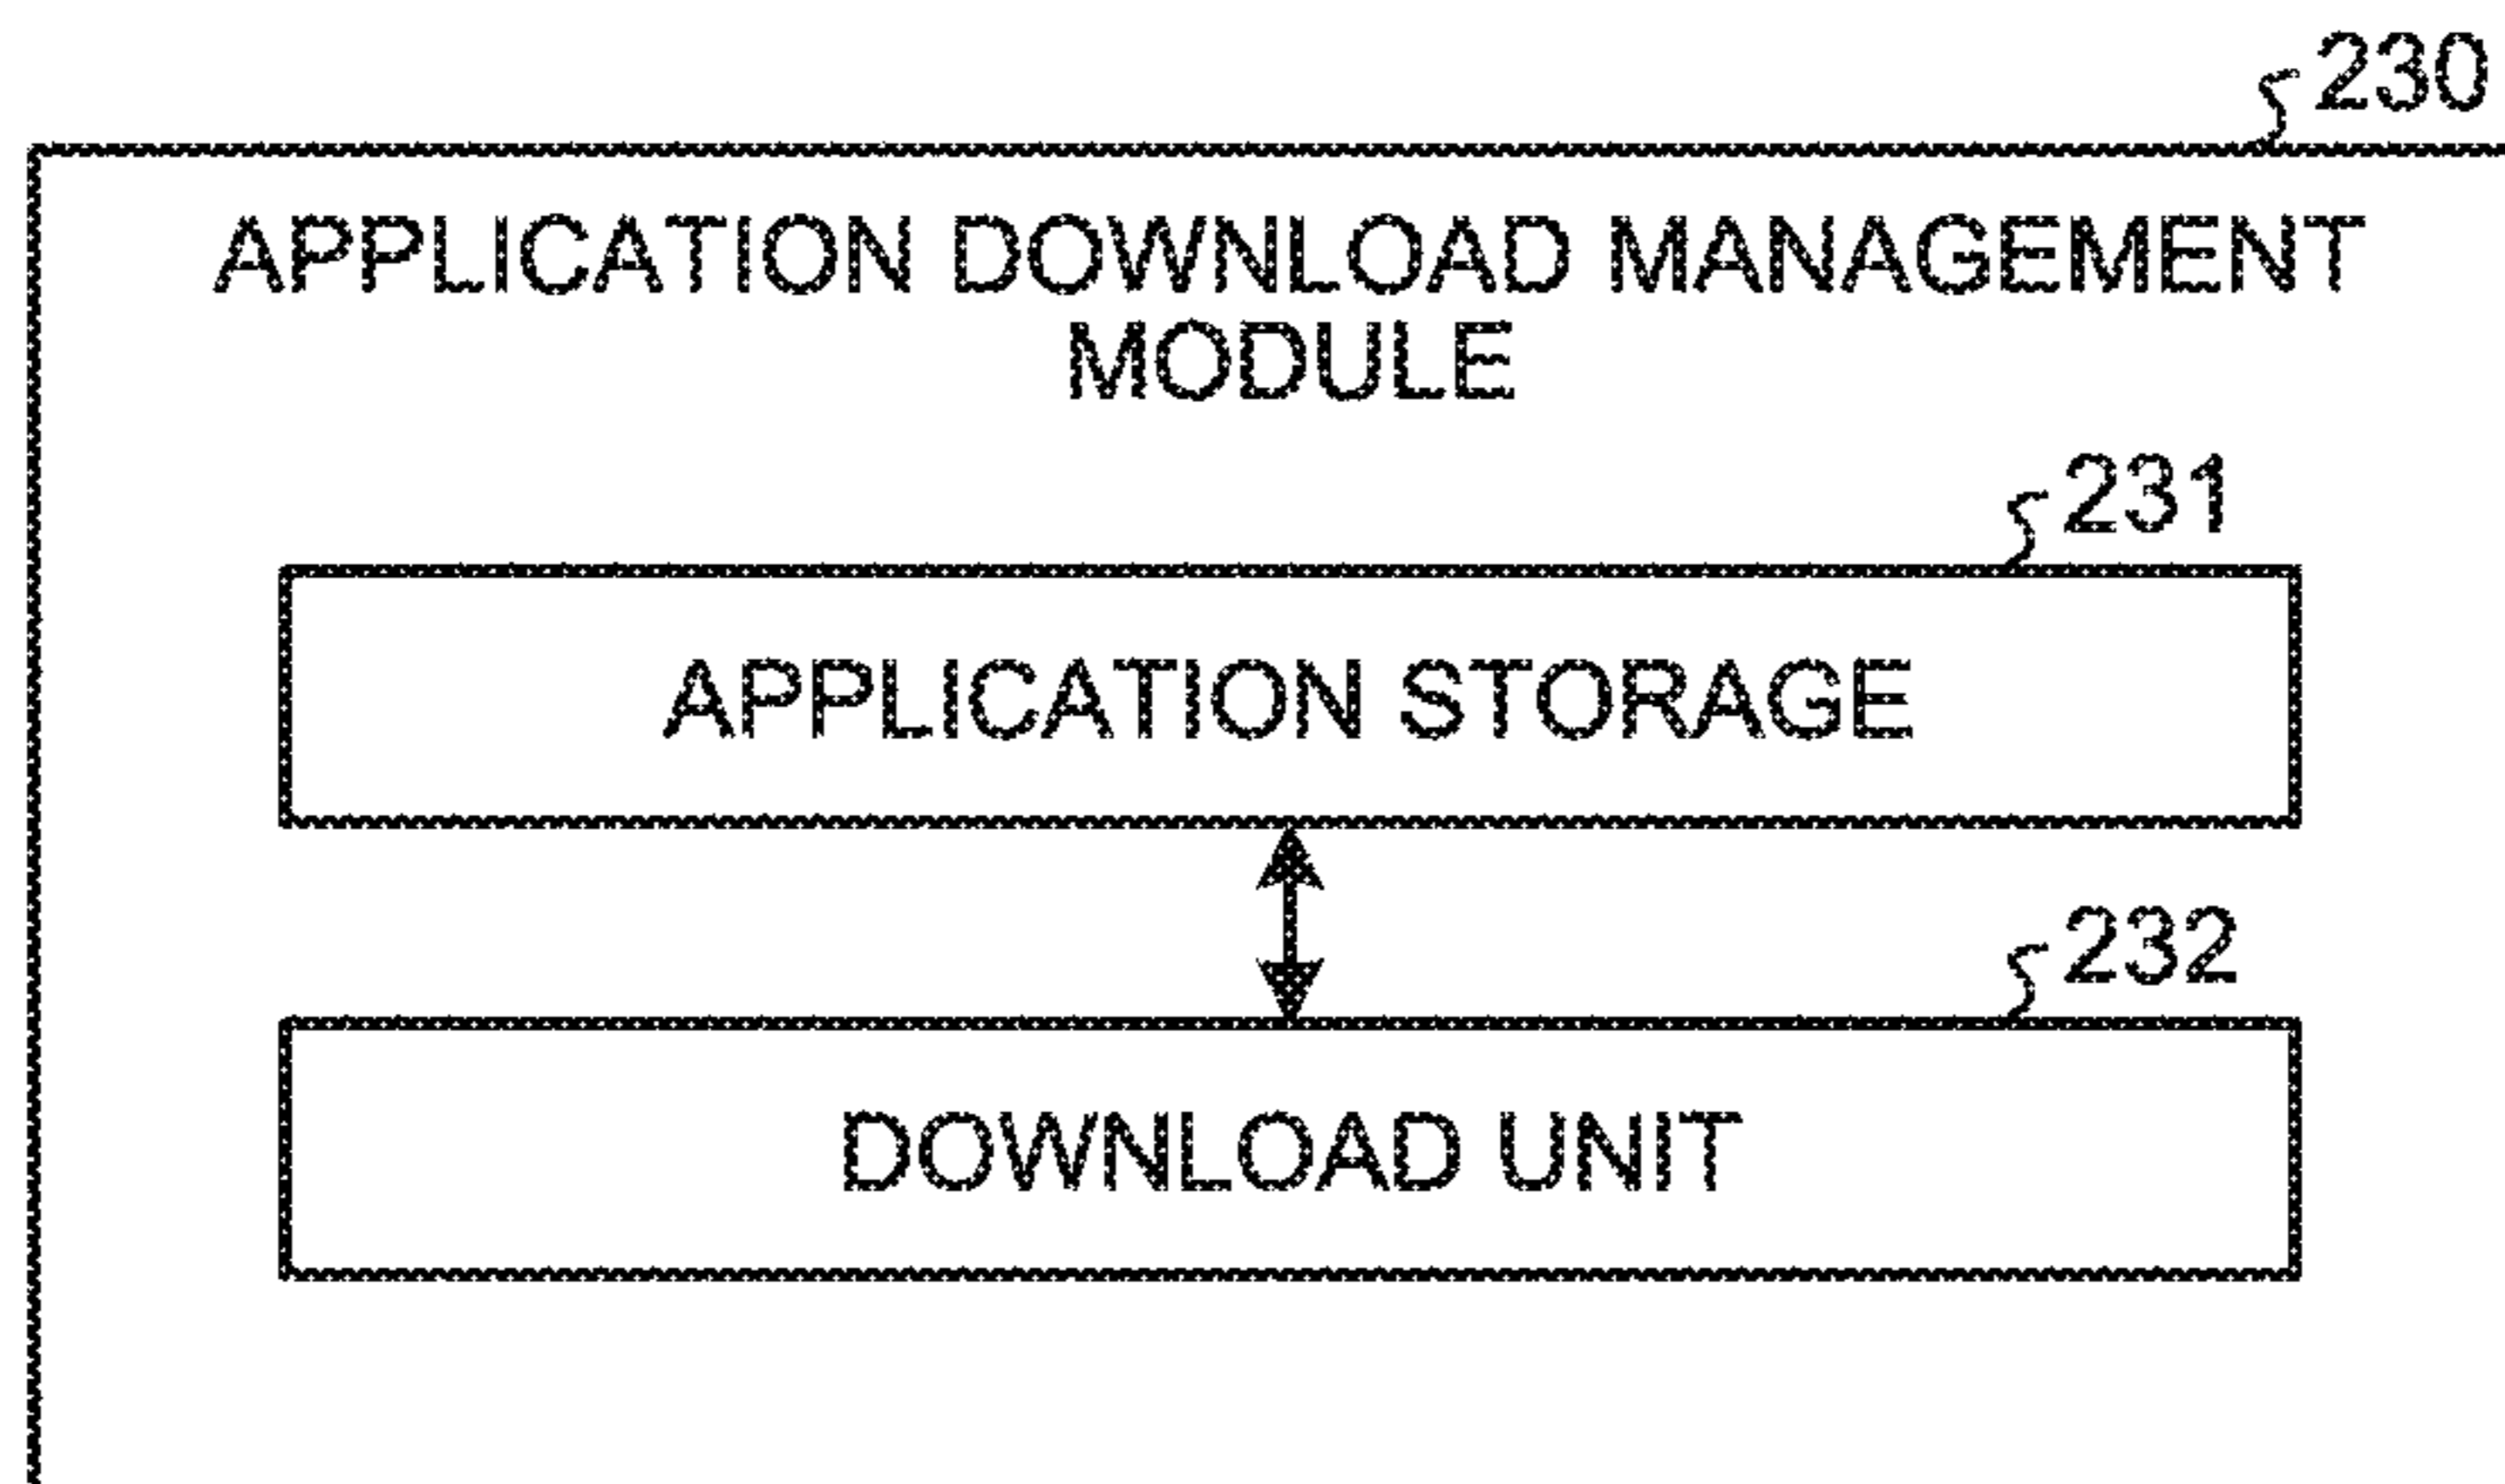 230
APPLICATION DOWNLOAD MANAGEMENT
MODULE
231
APPLICATION STORAGE
232
DOWNLOAD UNIT